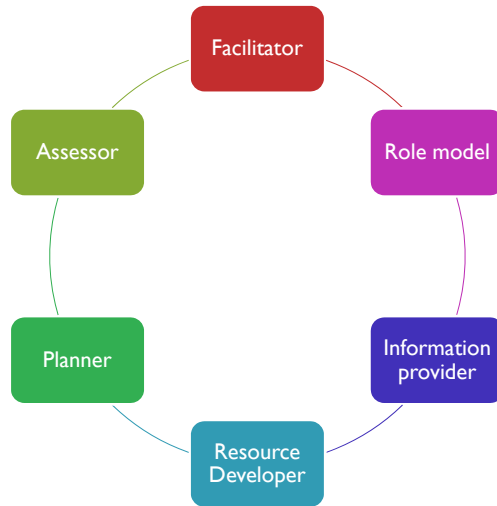 Facilitator
Role model
Information
provider
Resource
Developer
Planner
Assessor